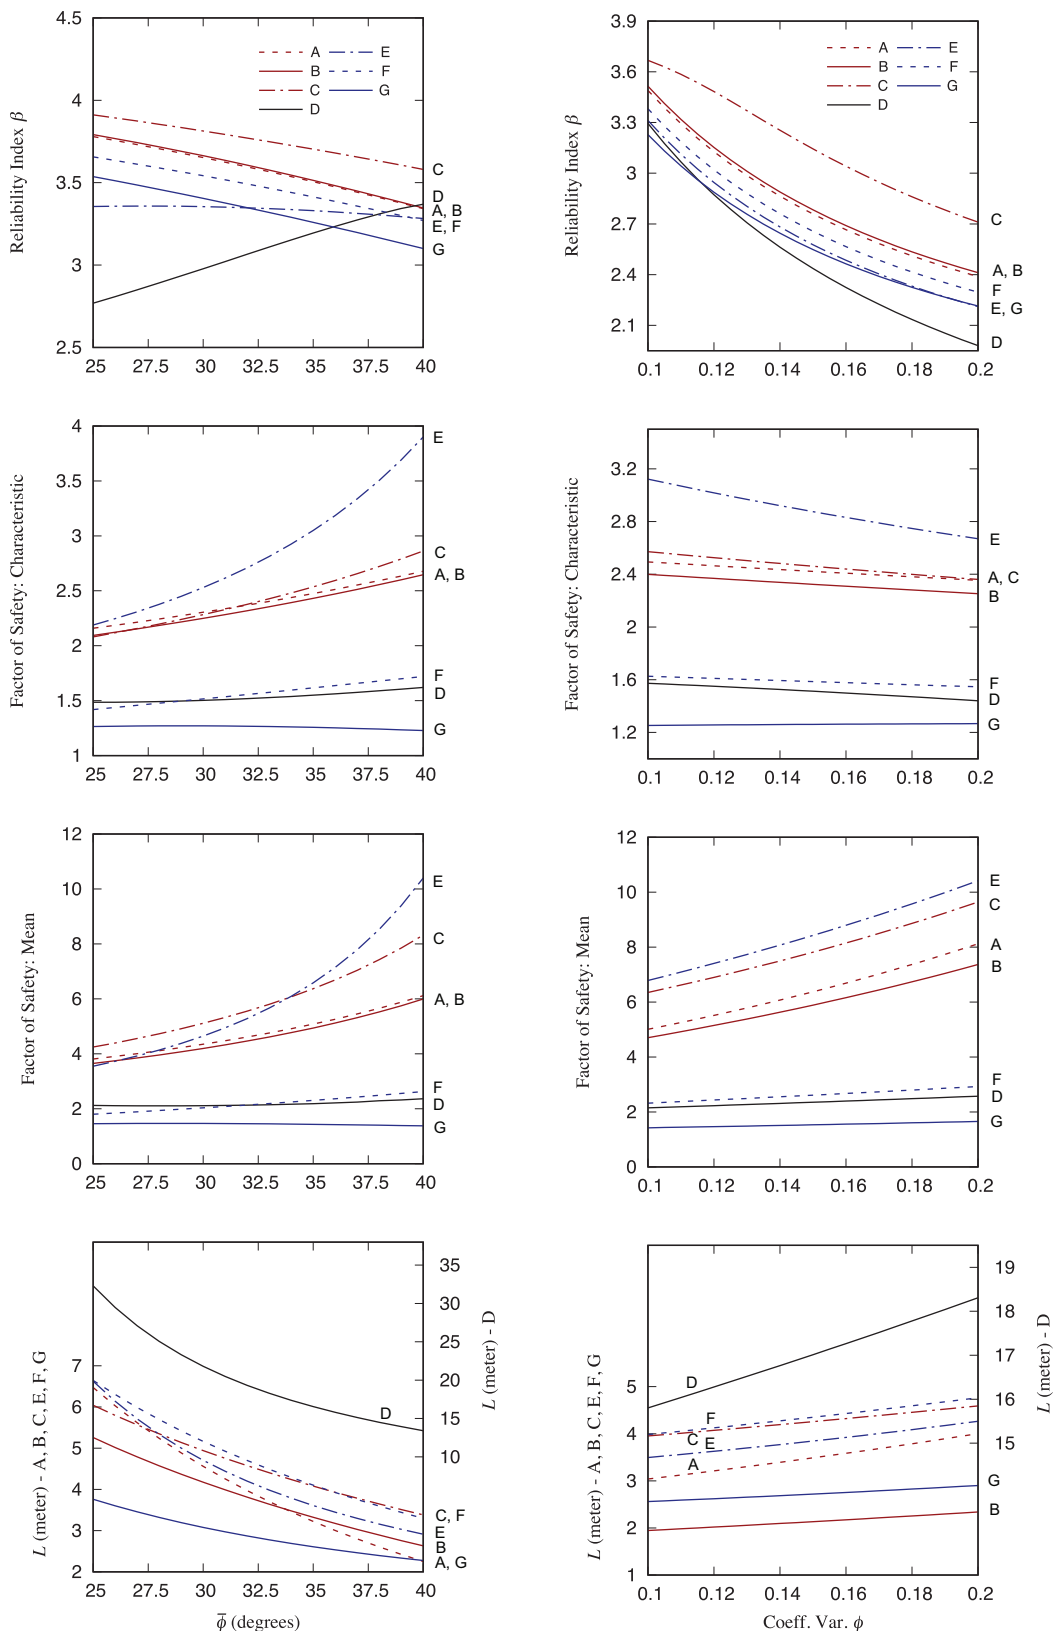 4.5
4
3.5
3
2.5
Reliability Index β
A
B
C
D
E
F
G
C
D
A, B
E, F
G
25
27.5
30
32.5
35
37.5
40
3.9
3.6
3.3
3
2.7
2.4
2.1
Reliability Index β
A
B
C
D
E
F
G
C
A, B
F
E, G
D
0.1
0.12
0.14
0.16
0.18
0.2
4
3.5
3
2.5
2
1.5
1
Factor of Safety: Characteristic
E
C
A, B
F
D
G
25
27.5
30
32.5
35
37.5
40
3.2
2.8
2.4
2
1.6
1.2
Factor of Safety: Characteristic
E
A, C
B
F
D
G
0.1
0.12
0.14
0.16
0.18
0.2
12
10
8
6
4
2
0
Factor of Safety: Mean
E
C
A, B
F
D
G
25
27.5
30
32.5
35
37.5
40
12
10
8
6
4
2
0
Factor of Safety: Mean
E
C
A
B
F
D
G
0.1
0.12
0.14
0.16
0.18
0.2
7
6
5
4
3
2
L (meter) - A, B, C, E, F, G
35
30
25
20
15
10
L (meter) - D
D
C, F
E
B
A, G
25
27.5
30
32.5
35
37.5
40
ϕ̄ (degrees)
5
4
3
2
1
L (meter) - A, B, C, E, F, G
19
18
17
16
15
L (meter) - D
D
F
C
E
A
G
B
0.1
0.12
0.14
0.16
0.18
0.2
Coeff. Var. ϕ